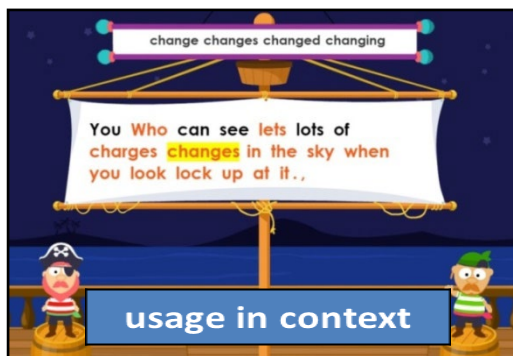 change changes changed changing
You Who can see lets lots of
charges changes in the sky when
you look lock up at it.,
usage in context